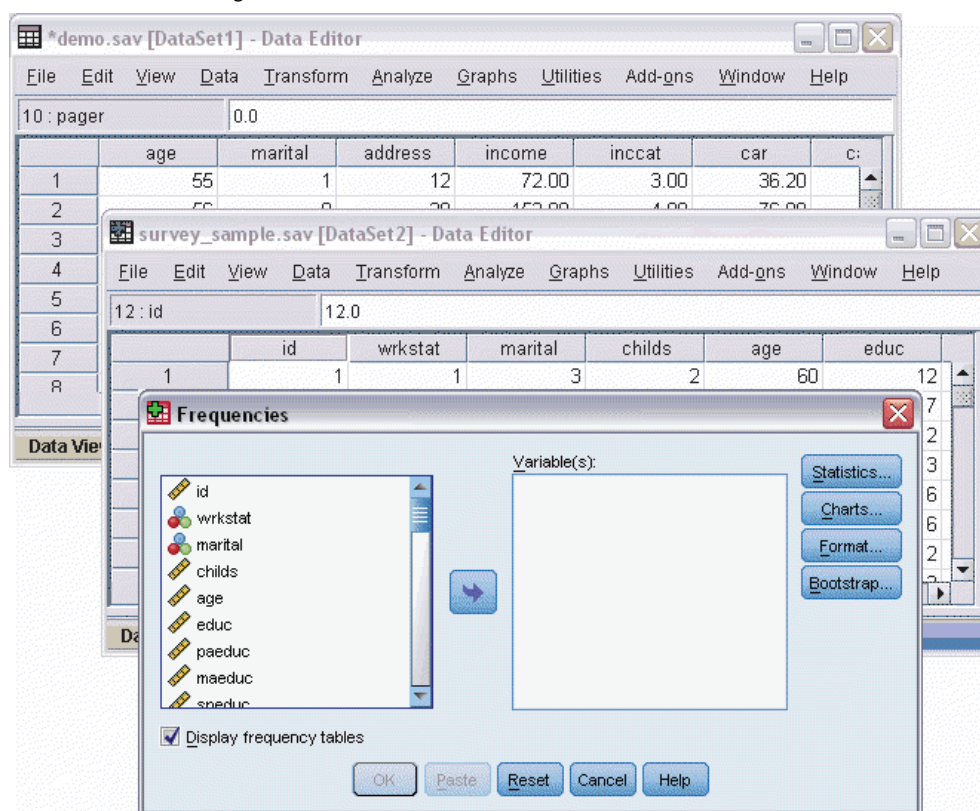 *demo.sav [DataSet1] - Data Editor
File Edit View Data Transform Analyze Graphs Utilities Add-ons Window Help
10 : pager 0.0
age marital address income inccat car
1 55 1 12 72.00 3.00 36.20
2
3
4
5
6
7
8
Data Vie
survey_sample.sav [DataSet2] - Data Editor
File Edit View Data Transform Analyze Graphs Utilities Add-ons Window Help
12 : id 12.0
id wrkstat marital childs age educ
1 1 1 3 2 60 12
7
2
3
6
6
2
Da
Frequencies
id
wrkstat
marital
childs
age
educ
paeduc
maeduc
speduc
Variable(s):
Statistics...
Charts...
Format...
Bootstrap...
Display frequency tables
OK Paste Reset Cancel Help